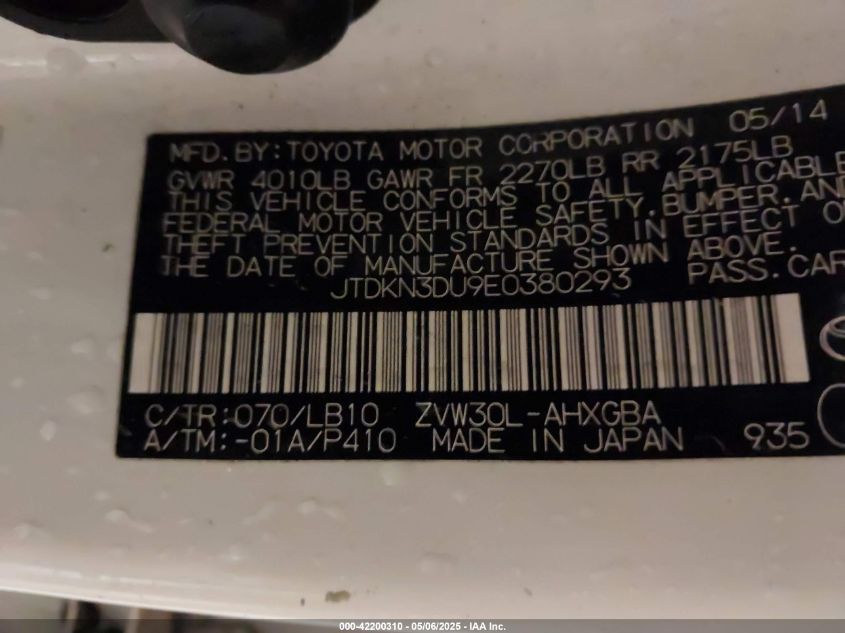 MFD. BY: TOYOTA MOTOR CORPORATION 05/14
GVWR 4010LB GAWR FR 2270LB RR 2175LB
THIS VEHICLE CONFORMS TO ALL APPLICABLE
FEDERAL MOTOR VEHICLE SAFETY, BUMPER, AND
THEFT PREVENTION STANDARDS IN EFFECT O
THE DATE OF MANUFACTURE SHOWN ABOVE.
JTDKN3DU9E0380293 PASS. CAR
C/TR: 070/LB10 ZVW30L-AHXGBA
A/TM: -01A/P410 MADE IN JAPAN 935
000-42200310 - 05/06/2025 - IAA Inc.